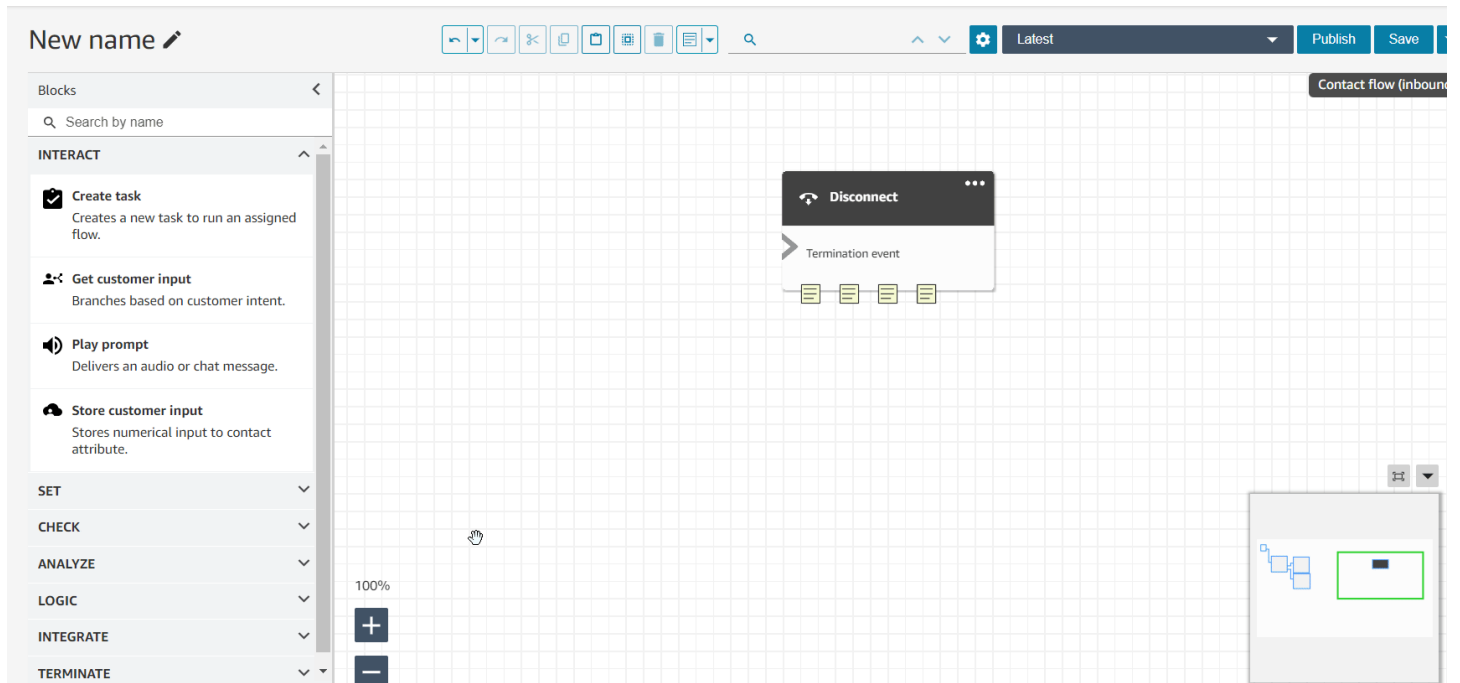 New name
Latest
Publish
Save
Contact flow (inboun
Blocks
Search by name
INTERACT
Create task
Creates a new task to run an assigned
flow.
Get customer input
Branches based on customer intent.
Play prompt
Delivers an audio or chat message.
Store customer input
Stores numerical input to contact
attribute.
SET
CHECK
ANALYZE
LOGIC
INTEGRATE
TERMINATE
Disconnect
Termination event
100%